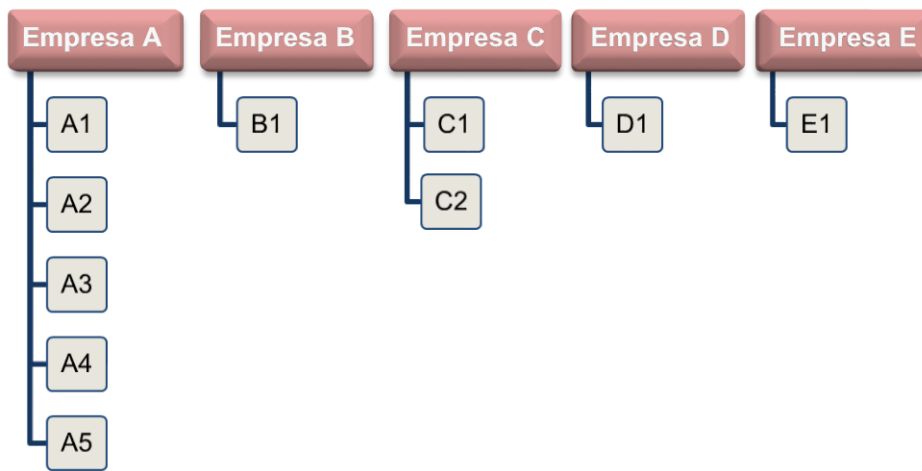 Empresa A
Empresa B
Empresa C
Empresa D
Empresa E
A1
B1
C1
D1
E1
A2
C2
A3
A4
A5